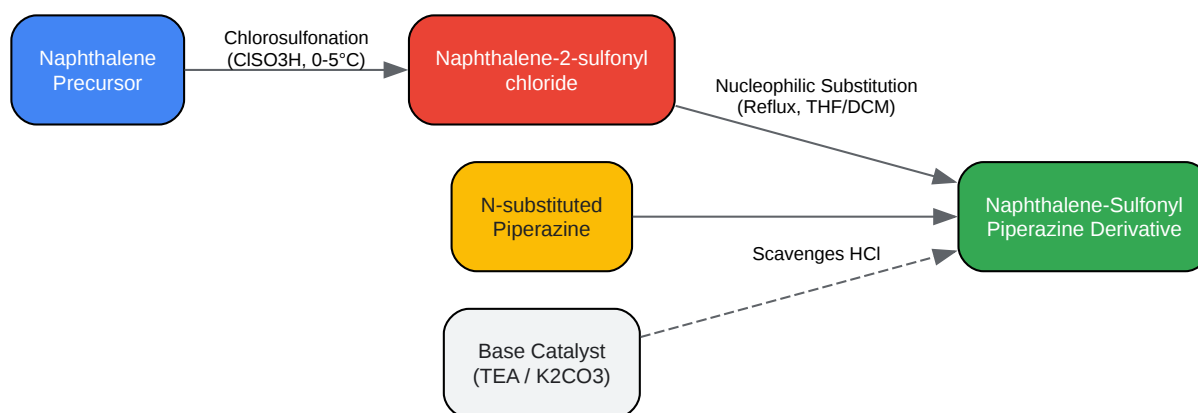 Naphthalene
Precursor
Chlorosulfonation
(ClSO3H, 0-5°C)
Naphthalene-2-sulfonyl
chloride
Nucleophilic Substitution
(Reflux, THF/DCM)
N-substituted
Piperazine
Naphthalene-Sulfonyl
Piperazine Derivative
Scavenges HCl
Base Catalyst
(TEA / K2CO3)